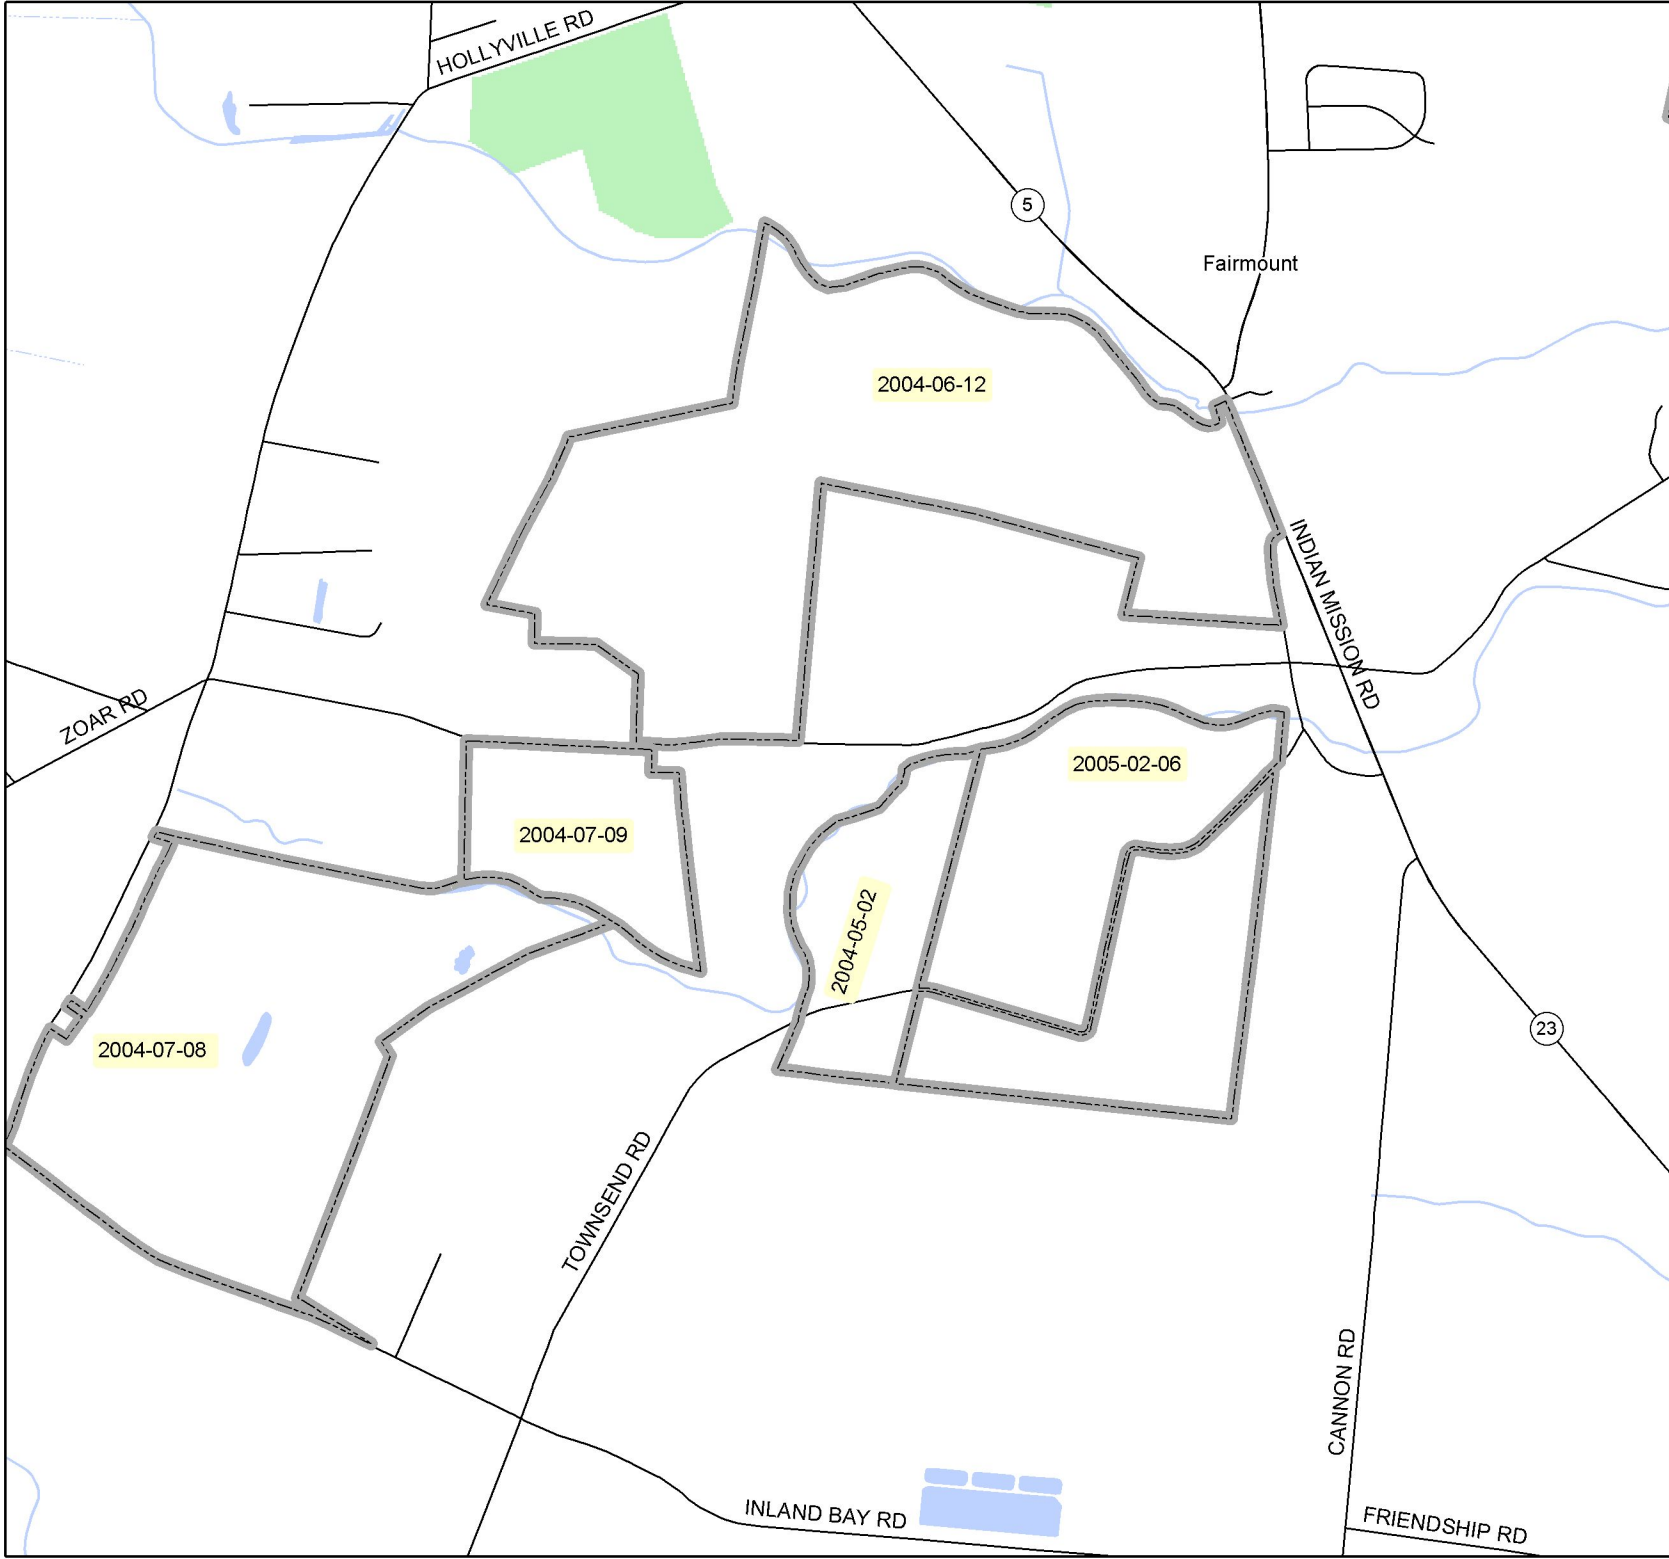 HOLLYVILLE RD
5
Fairmount
2004-06-12
INDIAN MISSION RD
ZOAR RD
2005-02-06
2004-07-09
2004-05-02
2004-07-08
23
TOWNSEND RD
CANNON RD
INLAND BAY RD
FRIENDSHIP RD